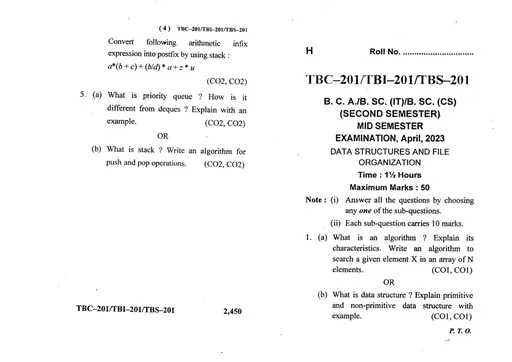 ( 4 ) TBC-201/TBI-201/TBS-201
Convert following arithmetic infix
expression into postfix by using stack :
a*(b + c) + (b/d) * a + z * u
(CO2, CO2)
5. (a) What is priority queue ? How is it
different from deques ? Explain with an
example. (CO2, CO2)
OR
(b) What is stack ? Write an algorithm for
push and pop operations. (CO2, CO2)
TBC-201/TBI-201/TBS-201 2,450
H Roll No. ..............................
TBC-201/TBI-201/TBS-201
B. C. A./B. SC. (IT)/B. SC. (CS)
(SECOND SEMESTER)
MID SEMESTER
EXAMINATION, April, 2023
DATA STRUCTURES AND FILE
ORGANIZATION
Time : 1½ Hours
Maximum Marks : 50
Note : (i) Answer all the questions by choosing
any one of the sub-questions.
(ii) Each sub-question carries 10 marks.
1. (a) What is an algorithm ? Explain its
characteristics. Write an algorithm to
search a given element X in an array of N
elements. (CO1, CO1)
OR
(b) What is data structure ? Explain primitive
and non-primitive data structure with
example. (CO1, CO1)
P. T. O.